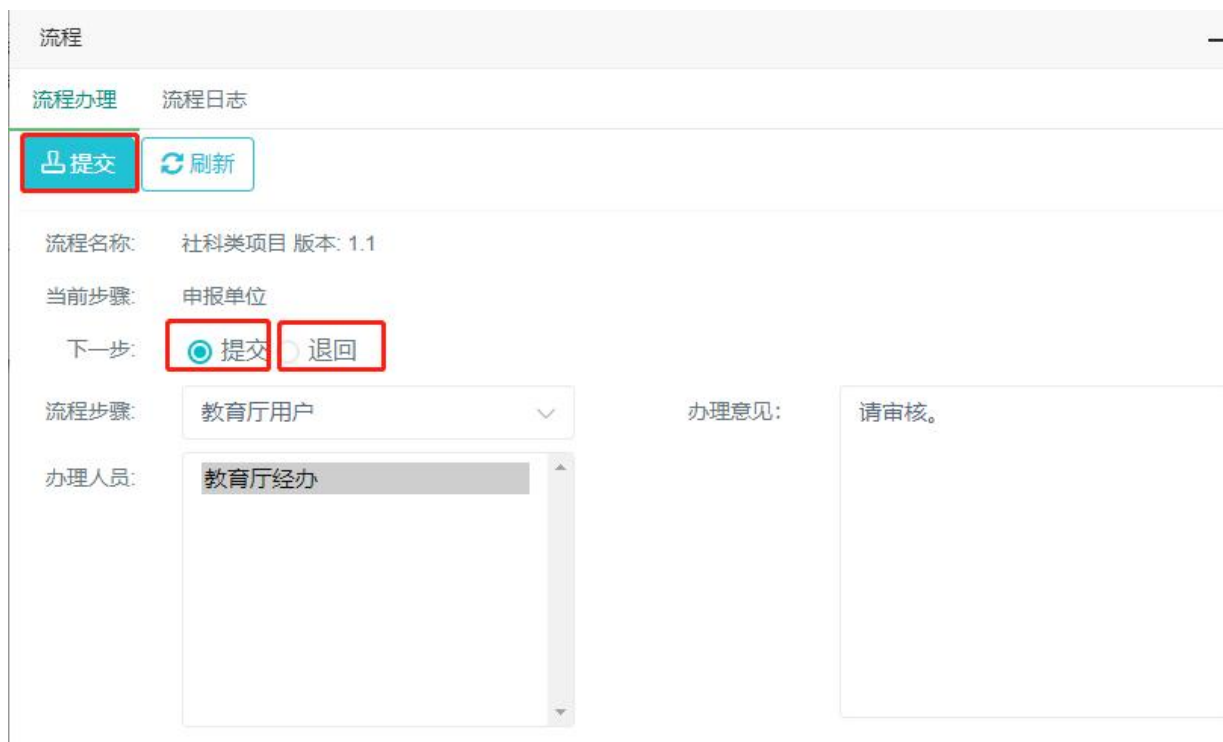 流程
流程办理 流程日志
提交 刷新
流程名称: 社科类项目 版本: 1.1
当前步骤: 申报单位
下一步: 提交 退回
流程步骤: 教育厅用户 办理意见: 请审核。
办理人员: 教育厅经办